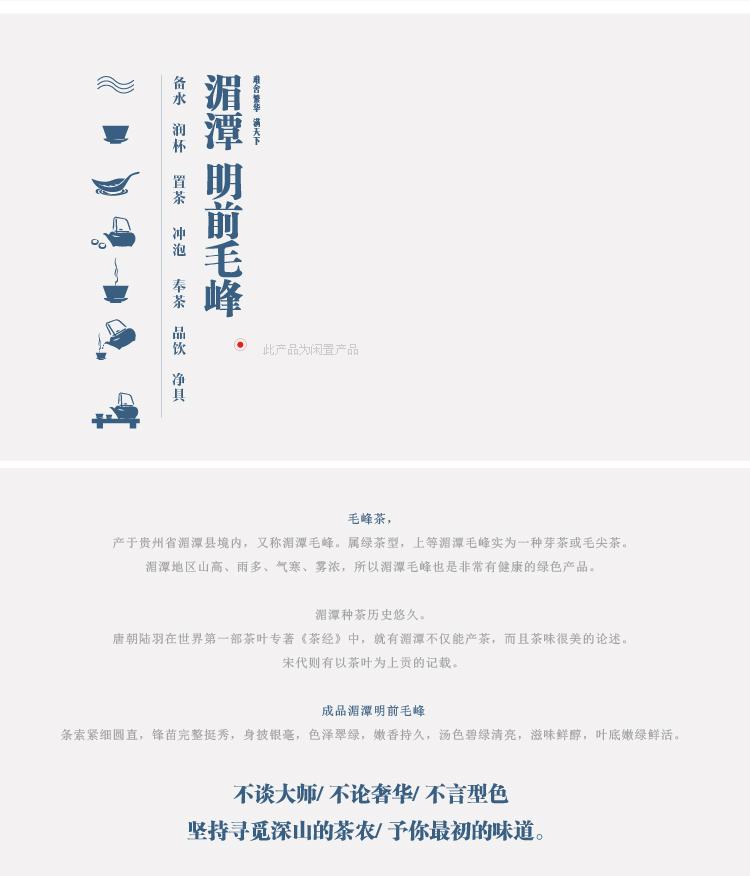 难舍繁华 满天下
湄潭 明前毛峰
备水 润杯 置茶 冲泡 奉茶 品饮 净具
此产品为闲置产品
毛峰茶，
产于贵州省湄潭县境内，又称湄潭毛峰。属绿茶型，上等湄潭毛峰实为一种芽茶或毛尖茶。
湄潭地区山高、雨多、气寒、雾浓，所以湄潭毛峰也是非常有健康的绿色产品。
湄潭种茶历史悠久。
唐朝陆羽在世界第一部茶叶专著《茶经》中，就有湄潭不仅能产茶，而且茶味很美的论述。
宋代则有以茶叶为上贡的记载。
成品湄潭明前毛峰
条索紧细圆直，锋苗完整挺秀，身披银毫，色泽翠绿，嫩香持久，汤色碧绿清亮，滋味鲜醇，叶底嫩绿鲜活。
不谈大师/ 不论奢华/ 不言型色
坚持寻觅深山的茶农/ 予你最初的味道。